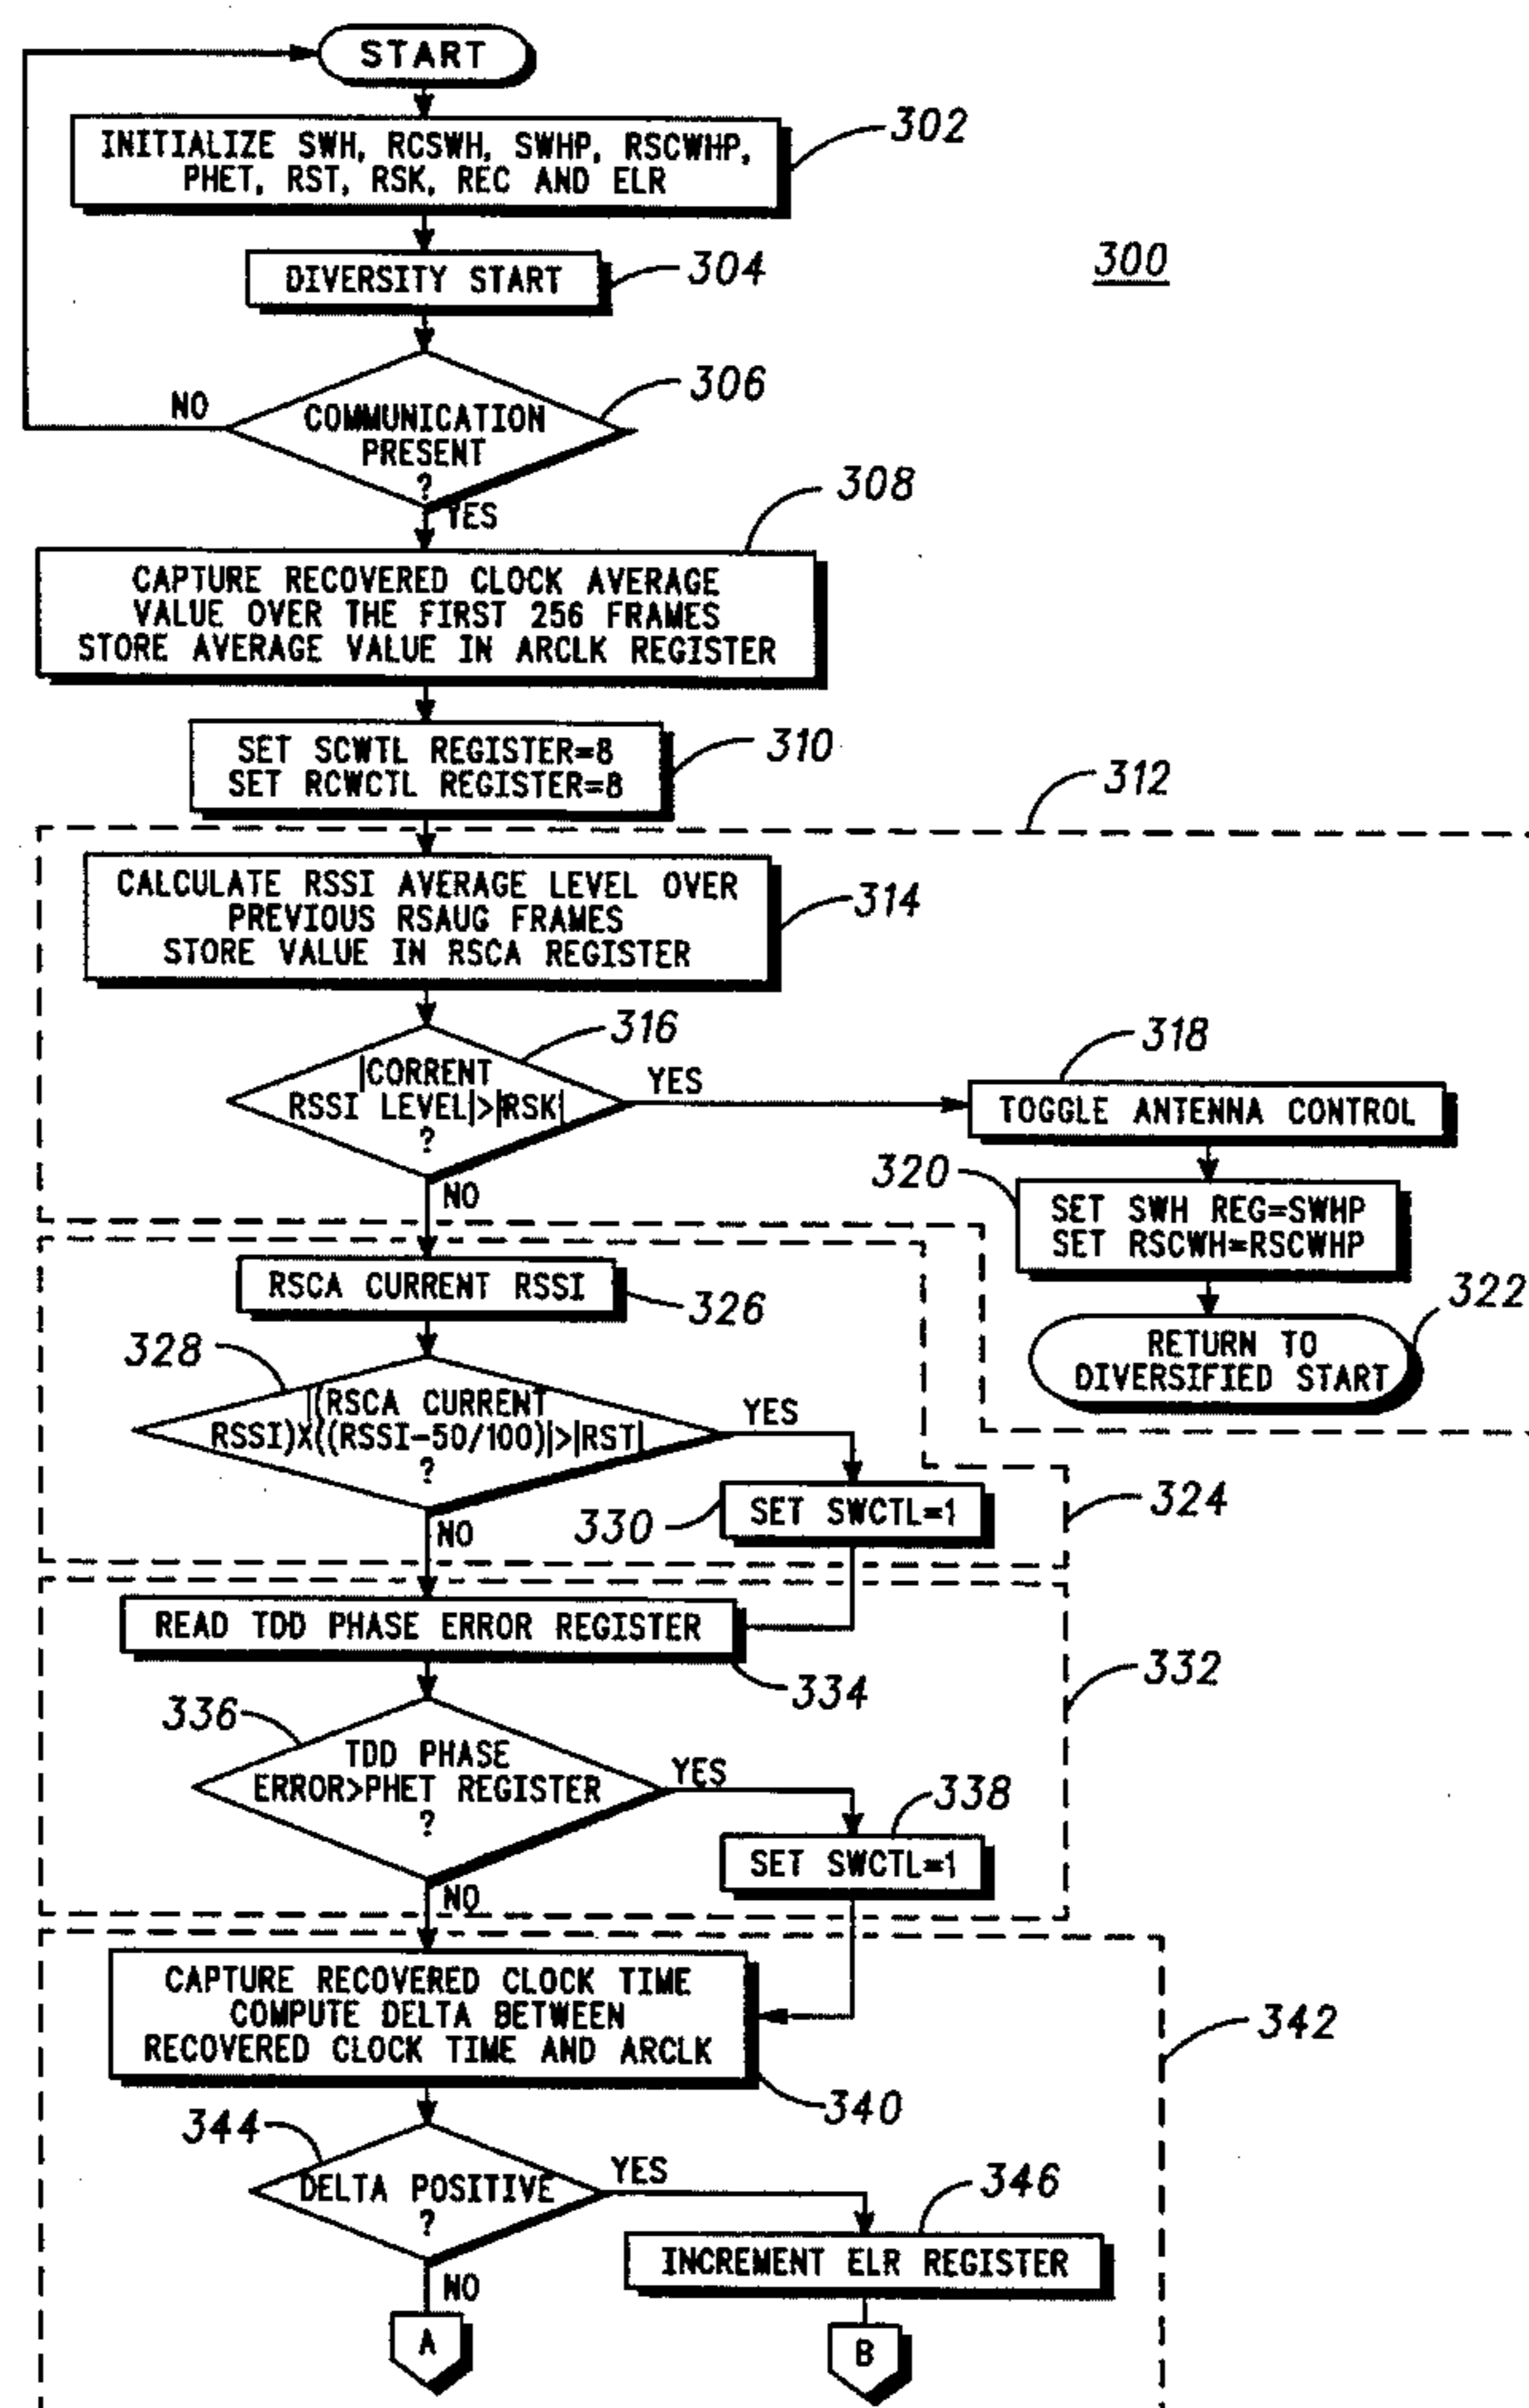 START
INITIALIZE SWH, RCSWH, SWHP, RSCWHP,
PHET, RST, RSK, REC AND ELR
302
DIVERSITY START
304
300
COMMUNICATION
PRESENT
?
306
NO
YES
308
CAPTURE RECOVERED CLOCK AVERAGE
VALUE OVER THE FIRST 256 FRAMES
STORE AVERAGE VALUE IN ARCLK REGISTER
SET SCWTL REGISTER=8
SET RCWCTL REGISTER=8
310
312
CALCULATE RSSI AVERAGE LEVEL OVER
PREVIOUS RSAUG FRAMES
STORE VALUE IN RSCA REGISTER
314
316
|CORRENT
RSSI LEVEL|>|RSK|
?
YES
NO
318
TOGGLE ANTENNA CONTROL
320
SET SWH REG=SWHP
SET RSCWH=RSCWHP
322
RETURN TO
DIVERSIFIED START
RSCA CURRENT RSSI
326
328
|(RSCA CURRENT
RSSI)X((RSSI-50/100)|>|RST|
?
YES
NO
330
SET SWCTL=1
324
READ TDD PHASE ERROR REGISTER
334
332
336
TDD PHASE
ERROR>PHET REGISTER
?
YES
NO
338
SET SWCTL=1
CAPTURE RECOVERED CLOCK TIME
COMPUTE DELTA BETWEEN
RECOVERED CLOCK TIME AND ARCLK
340
342
344
DELTA POSITIVE
?
YES
NO
346
INCREMENT ELR REGISTER
A
B